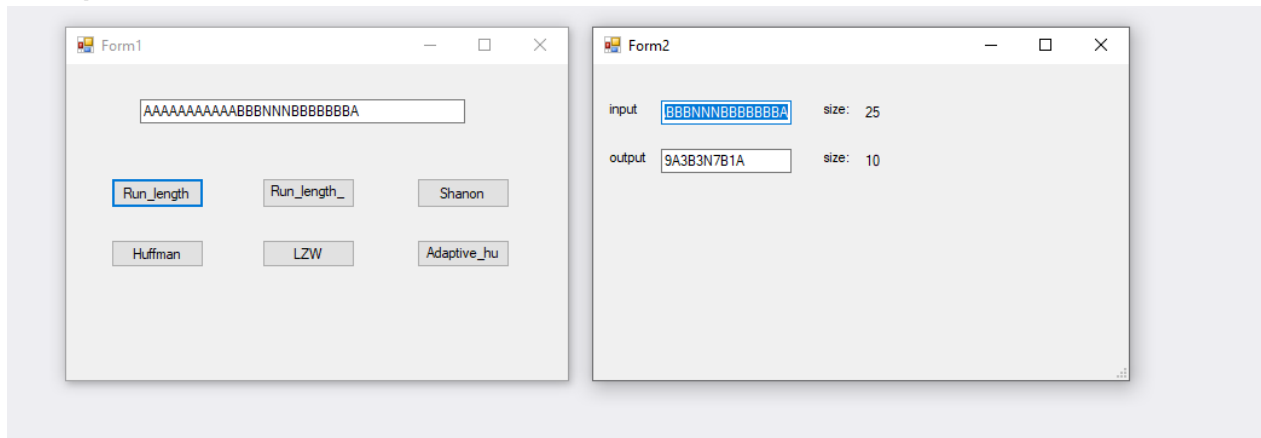 Form1
AAAAAAAAAAABBBNNNBBBBBBBA
Run_length
Run_length_
Shanon
Huffman
LZW
Adaptive_hu
Form2
input
BBBNNNBBBBBBBA
size:
25
output
9A3B3N7B1A
size:
10